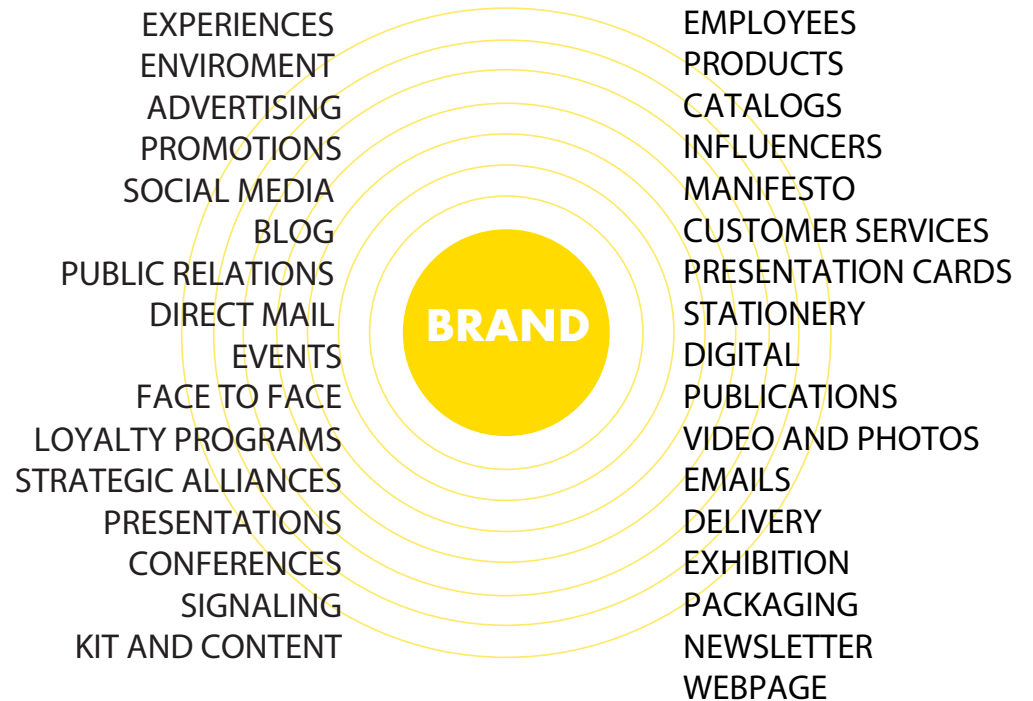 EXPERIENCES
ENVIROMENT
ADVERTISING
PROMOTIONS
SOCIAL MEDIA
BLOG
PUBLIC RELATIONS
DIRECT MAIL
EVENTS
FACE TO FACE
LOYALTY PROGRAMS
STRATEGIC ALLIANCES
PRESENTATIONS
CONFERENCES
SIGNALING
KIT AND CONTENT
BRAND
EMPLOYEES
PRODUCTS
CATALOGS
INFLUENCERS
MANIFESTO
CUSTOMER SERVICES
PRESENTATION CARDS
STATIONERY
DIGITAL
PUBLICATIONS
VIDEO AND PHOTOS
EMAILS
DELIVERY
EXHIBITION
PACKAGING
NEWSLETTER
WEBPAGE